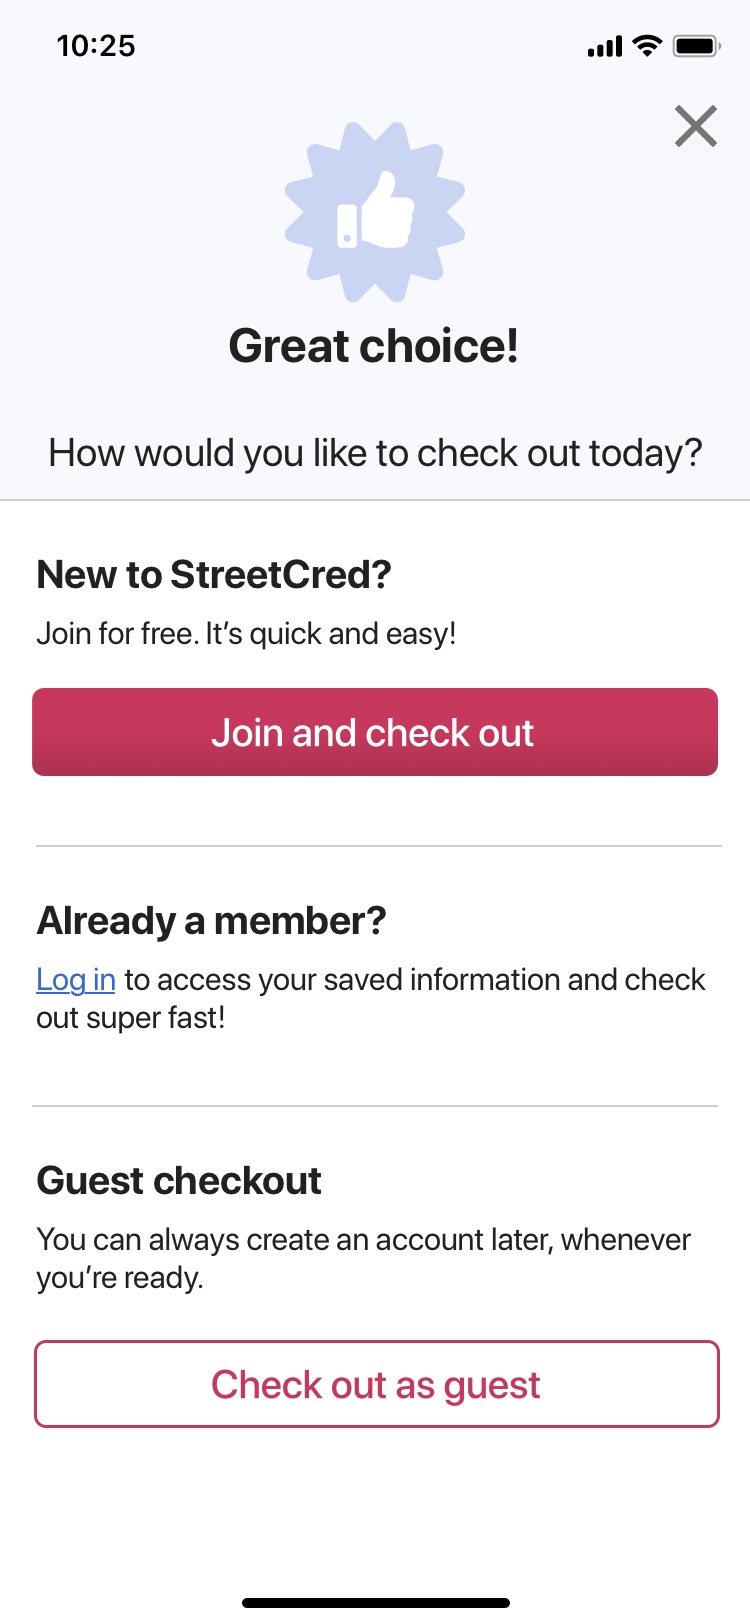 10:25
Great choice!
How would you like to check out today?
New to StreetCred?
Join for free. It’s quick and easy!
Join and check out
Already a member?
Log in to access your saved information and check
out super fast!
Guest checkout
You can always create an account later, whenever
you’re ready.
Check out as guest